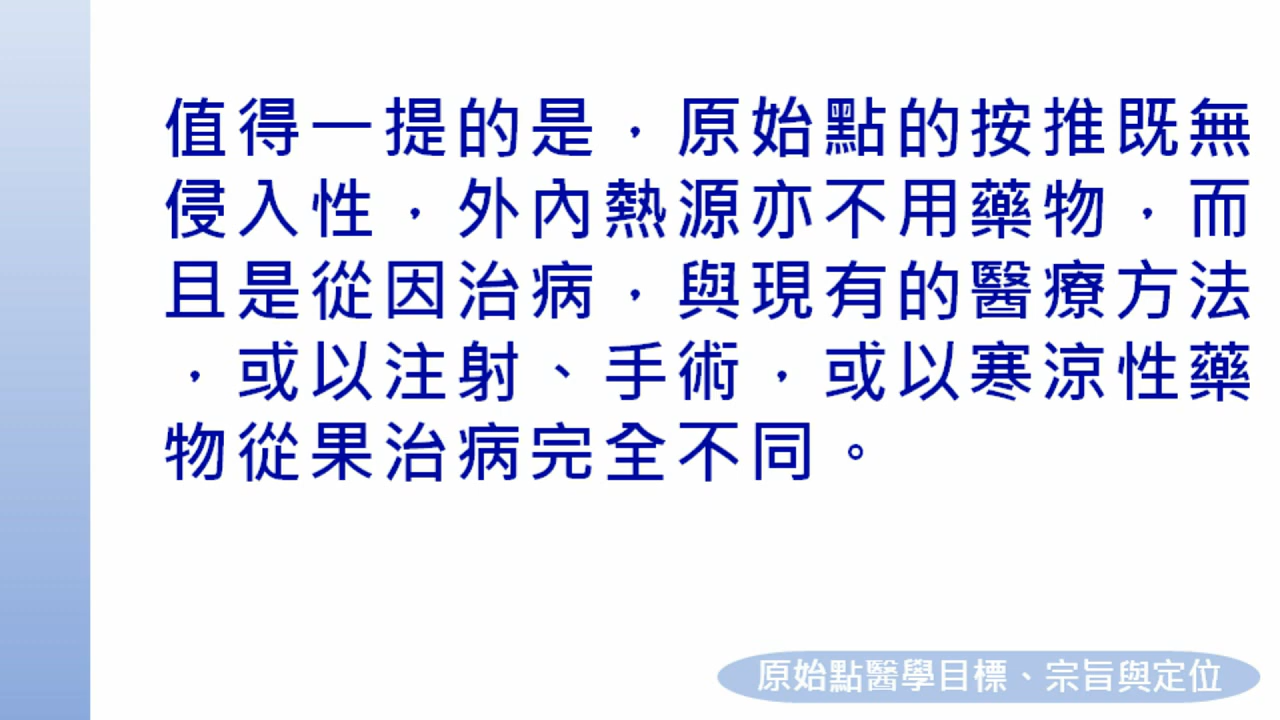 值得一提的是，原始點的按推既無
侵入性，外內熱源亦不用藥物，而
且是從因治病，與現有的醫療方法
，或以注射、手術，或以寒涼性藥
物從果治病完全不同。
原始點醫學目標、宗旨與定位